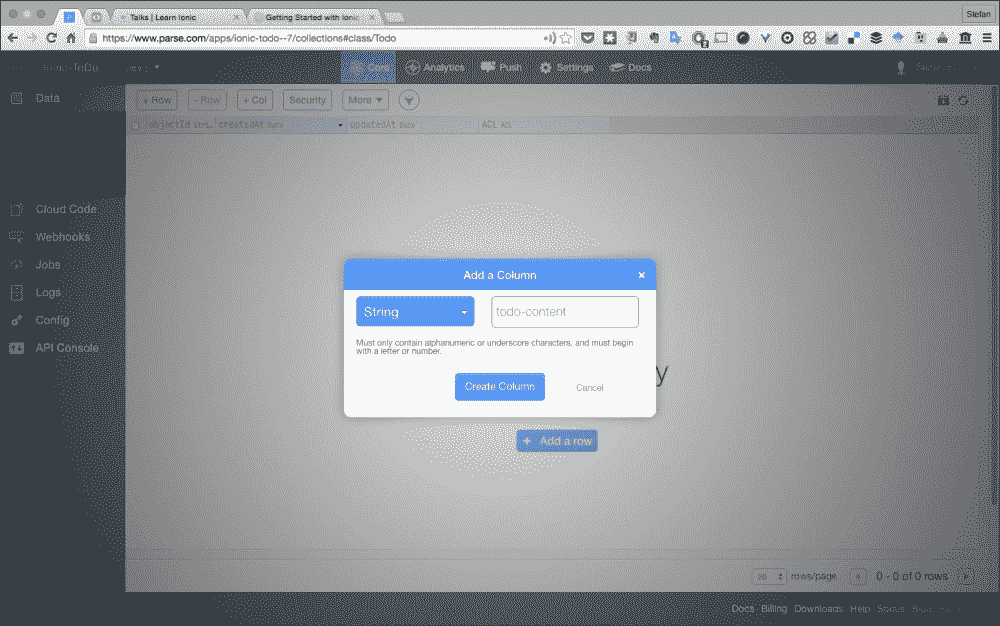 Talks | Learn Ionic
Getting Started with Ionic
Stefan
https://www.parse.com/apps/ionic-todo--7/collections#class/Todo
Ionic-ToDo
Core
Analytics
Push
Settings
Docs
Data
+ Row
- Row
+ Col
Security
More
objectId
createdAt Date
updatedAt Date
ACL ACL
Cloud Code
Webhooks
Jobs
Logs
Config
API Console
Add a Column
×
String
todo-content
Must only contain alphanumeric or underscore characters, and must begin
with a letter or number.
Create Column
Cancel
y
+ Add a row
20
rows/page
0 - 0 of 0 rows
Docs Billing Downloads Help Status Blog